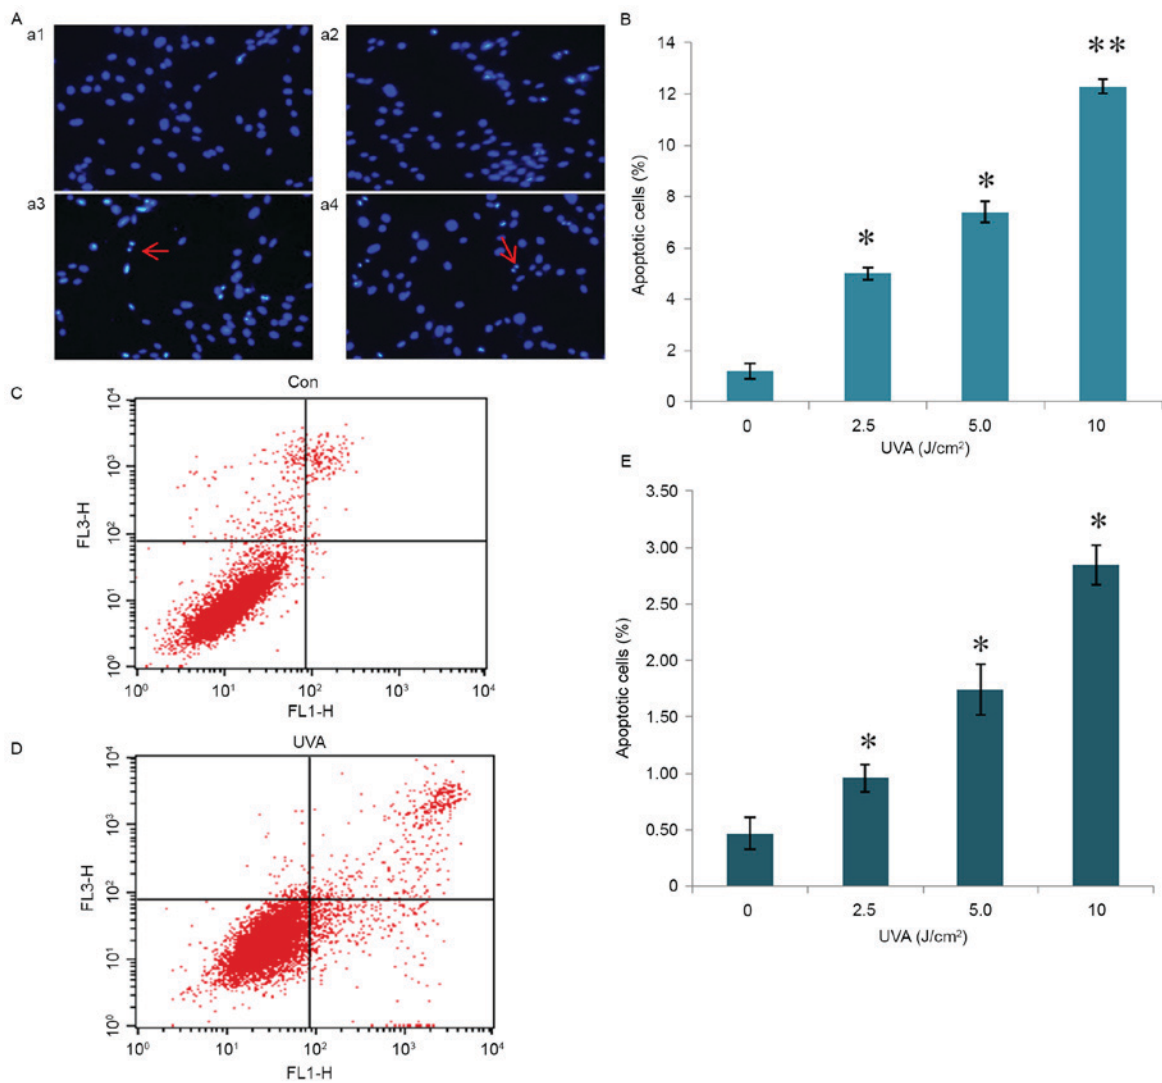 A
a1
a2
a3
a4
B
14
12
10
8
6
4
2
0
Apoptotic cells (%)
*
*
**
0
2.5
5.0
10
UVA (J/cm²)
C
Con
10⁴
10³
10²
10¹
10⁰
FL3-H
10⁰
10¹
10²
10³
10⁴
FL1-H
D
UVA
10⁴
10³
10²
10¹
10⁰
FL3-H
10⁰
10¹
10²
10³
10⁴
FL1-H
E
3.50
3.00
2.50
2.00
1.50
1.00
0.50
0
Apoptotic cells (%)
*
*
*
0
2.5
5.0
10
UVA (J/cm²)